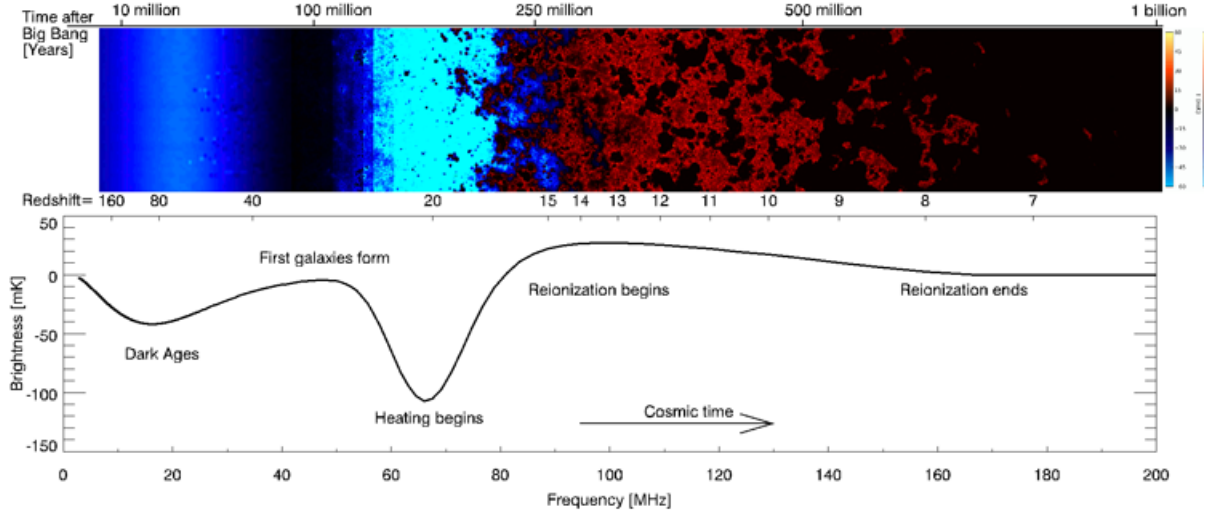 Time after
Big Bang
[Years]
10 million 100 million 250 million 500 million 1 billion
Redshift= 160 80 40 20 15 14 13 12 11 10 9 8 7
50
0
-50
-100
-150
Brightness [mK]
First galaxies form
Dark Ages
Heating begins
Reionization begins
Reionization ends
Cosmic time
0 20 40 60 80 100 120 140 160 180 200
Frequency [MHz]